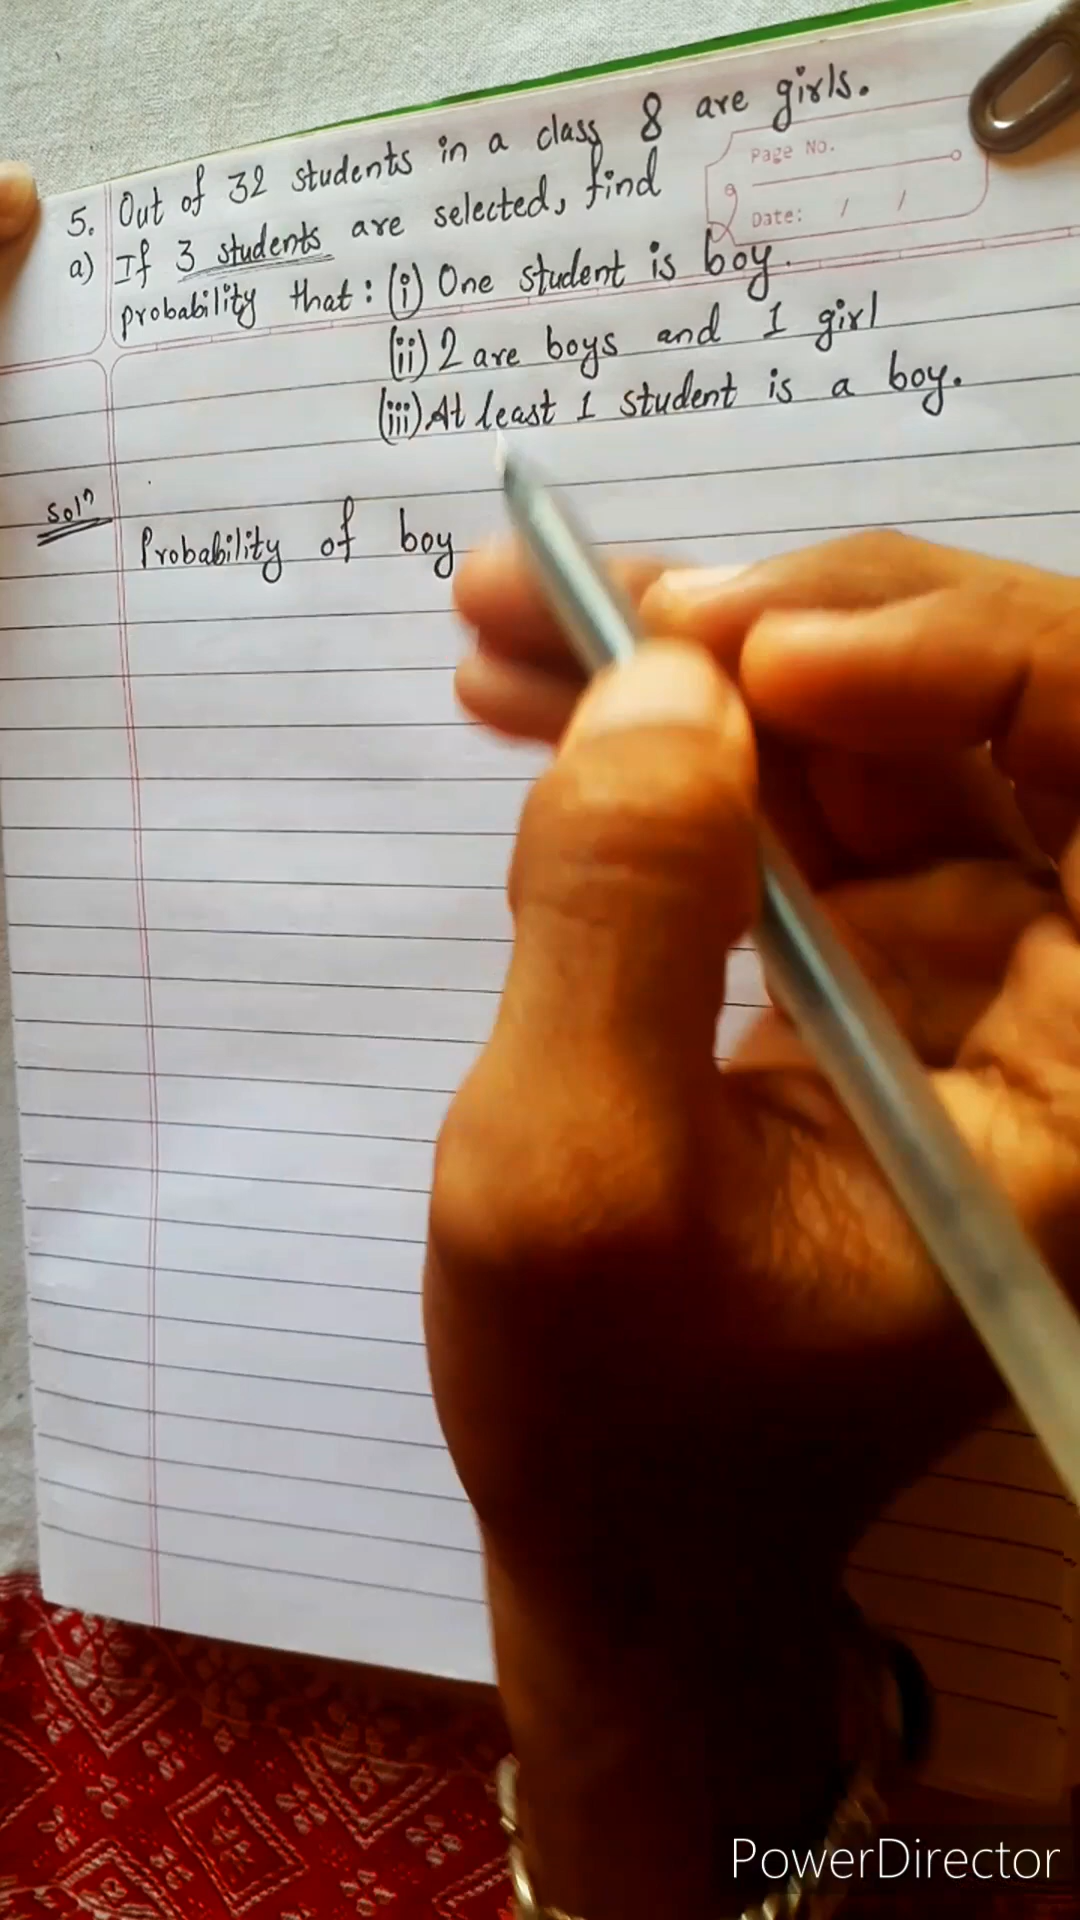 5. Out of 32 students in a class 8 are girls.
Page No.
Date: / /
a) If 3 students are selected, find
probability that : (i) One student is boy.
(ii) 2 are boys and 1 girl
(iii) At least 1 student is a boy.
Solⁿ
Probability of boy
PowerDirector